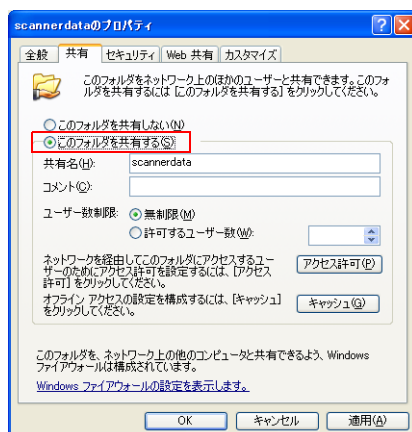 scannerdataのプロパティ
全般 共有 セキュリティ Web 共有 カスタマイズ
このフォルダをネットワーク上のほかのユーザーと共有できます。このフォ
ルダを共有するには [このフォルダを共有する] をクリックしてください。
このフォルダを共有しない(N)
このフォルダを共有する(S)
共有名(H): scannerdata
コメント(C):
ユーザー数制限: 無制限(M)
許可するユーザー数(W):
ネットワークを経由してこのフォルダにアクセスするユー
ザーのためにアクセス許可を設定するには、[アクセス
許可] をクリックしてください。
アクセス許可(P)
オフライン アクセスの設定を構成するには、[キャッシュ]
をクリックしてください。
キャッシュ(G)
このフォルダを、ネットワーク上の他のコンピュータと共有できるよう、Windows
ファイアウォールは構成されています。
Windows ファイアウォールの設定を表示します。
OK キャンセル 適用(A)